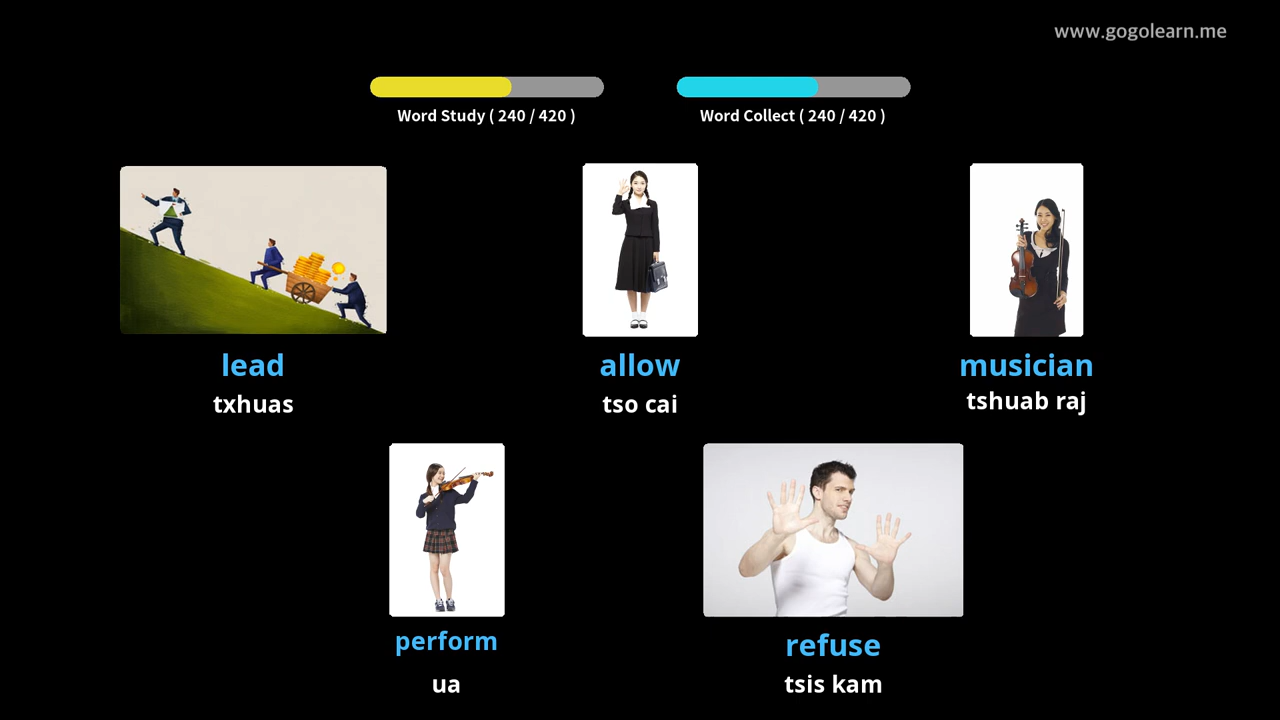 www.gogolearn.me
Word Study ( 240 / 420 )
Word Collect ( 240 / 420 )
lead
txhuas
allow
tso cai
musician
tshuab raj
perform
ua
refuse
tsis kam